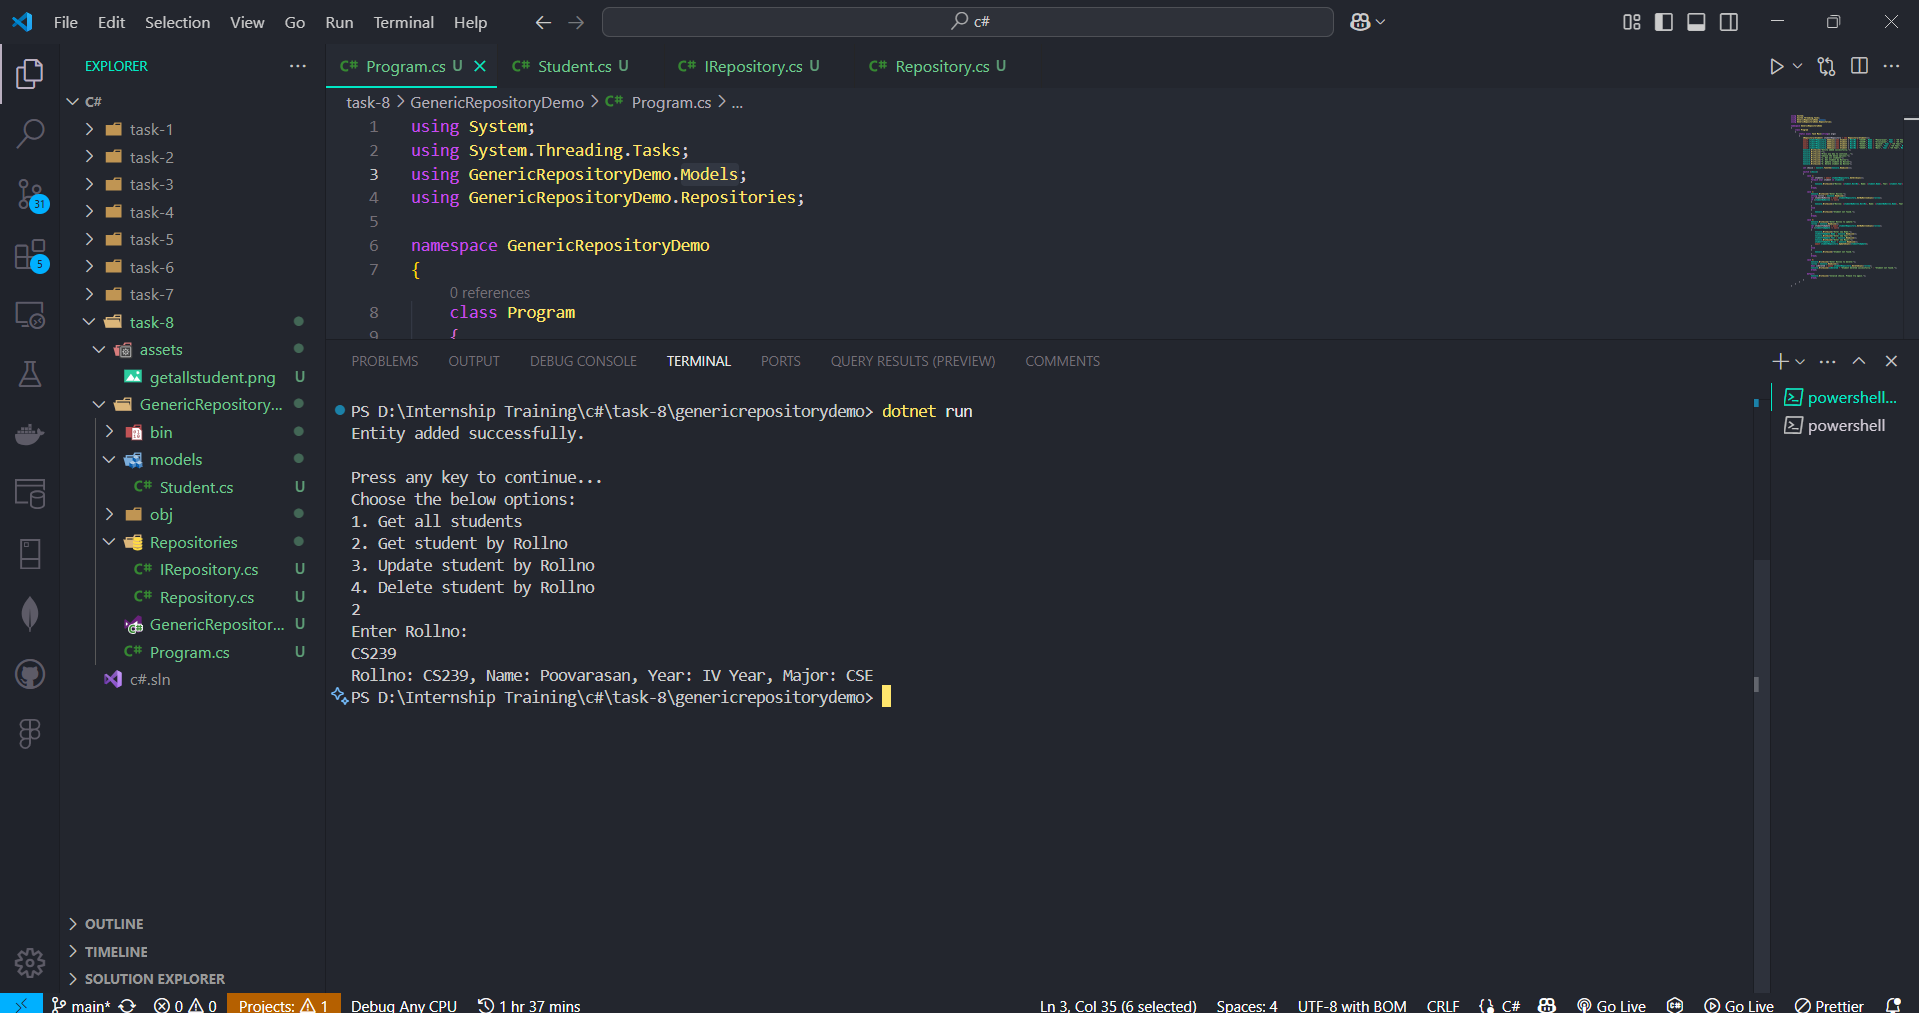 File Edit Selection View Go Run Terminal Help
c#
EXPLORER
C#
task-1
task-2
task-3
task-4
task-5
task-6
task-7
task-8
assets
getallstudent.png U
GenericRepository...
bin
models
C# Student.cs U
obj
Repositories
C# IRepository.cs U
C# Repository.cs U
GenericRepositor... U
C# Program.cs U
c#.sln
OUTLINE
TIMELINE
SOLUTION EXPLORER
31
5
C# Program.cs U C# Student.cs U C# IRepository.cs U C# Repository.cs U
task-8 > GenericRepositoryDemo > C# Program.cs > ...
1 using System;
2 using System.Threading.Tasks;
3 using GenericRepositoryDemo.Models;
4 using GenericRepositoryDemo.Repositories;
5
6 namespace GenericRepositoryDemo
7 {
0 references
8 class Program
9 {
PROBLEMS OUTPUT DEBUG CONSOLE TERMINAL PORTS QUERY RESULTS (PREVIEW) COMMENTS
PS D:\Internship Training\c#\task-8\genericrepositorydemo> dotnet run
Entity added successfully.
Press any key to continue...
Choose the below options:
1. Get all students
2. Get student by Rollno
3. Update student by Rollno
4. Delete student by Rollno
2
Enter Rollno:
CS239
Rollno: CS239, Name: Poovarasan, Year: IV Year, Major: CSE
PS D:\Internship Training\c#\task-8\genericrepositorydemo>
powershell...
powershell
main* 0 0 Projects: 1 Debug Any CPU 1 hr 37 mins Ln 3, Col 35 (6 selected) Spaces: 4 UTF-8 with BOM CRLF {} C# Go Live Go Live Prettier